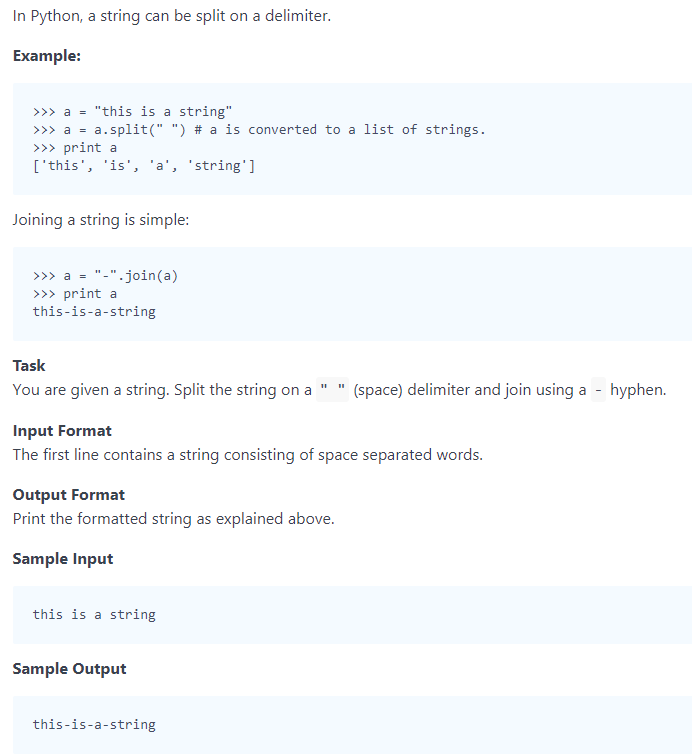 In Python, a string can be split on a delimiter.
Example:
>>> a = "this is a string"
>>> a = a.split(" ") # a is converted to a list of strings.
>>> print a
['this', 'is', 'a', 'string']
Joining a string is simple:
>>> a = "-".join(a)
>>> print a
this-is-a-string
Task
You are given a string. Split the string on a " " (space) delimiter and join using a - hyphen.
Input Format
The first line contains a string consisting of space separated words.
Output Format
Print the formatted string as explained above.
Sample Input
this is a string
Sample Output
this-is-a-string